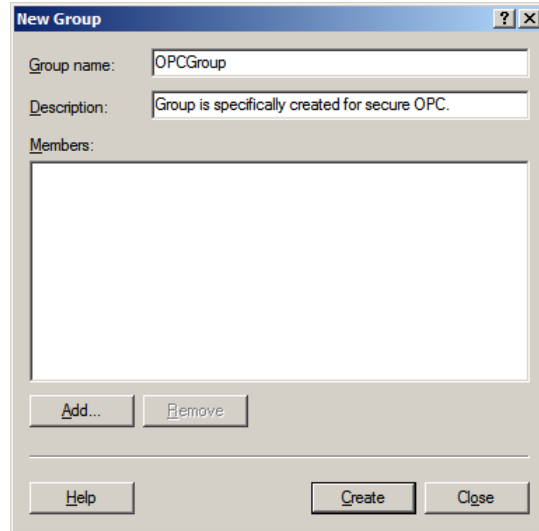 New Group
Group name: OPCGroup
Description: Group is specifically created for secure OPC.
Members:
Add... Remove
Help Create Close